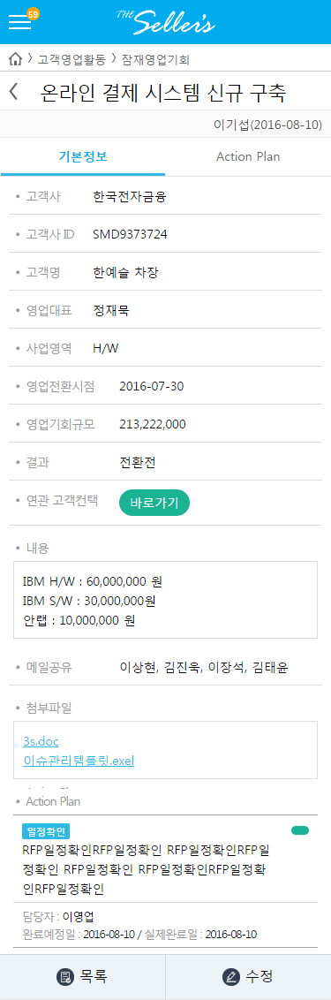 59
THE Seller's
고객영업활동 > 잠재영업기회
온라인 결제 시스템 신규 구축
이기섭(2016-08-10)
기본정보 Action Plan
• 고객사 한국전자금융
• 고객사 ID SMD9373724
• 고객명 한예슬 차장
• 영업대표 정재묵
• 사업영역 H/W
• 영업전환시점 2016-07-30
• 영업기회규모 213,222,000
• 결과 전환전
• 연관 고객컨택 바로가기
• 내용
IBM H/W : 60,000,000 원
IBM S/W : 30,000,000원
안랩 : 10,000,000 원
• 메일공유 이상현, 김진욱, 이장석, 김태윤
• 첨부파일
3s.doc
이슈관리템플릿.exel
• Action Plan
일정확인
RFP일정확인RFP일정확인 RFP일정확인RFP일
정확인 RFP일정확인 RFP일정확인RFP일정확
인RFP일정확인
담당자 : 이영업
완료예정일 : 2016-08-10 / 실제완료일 : 2016-08-10
목록 수정